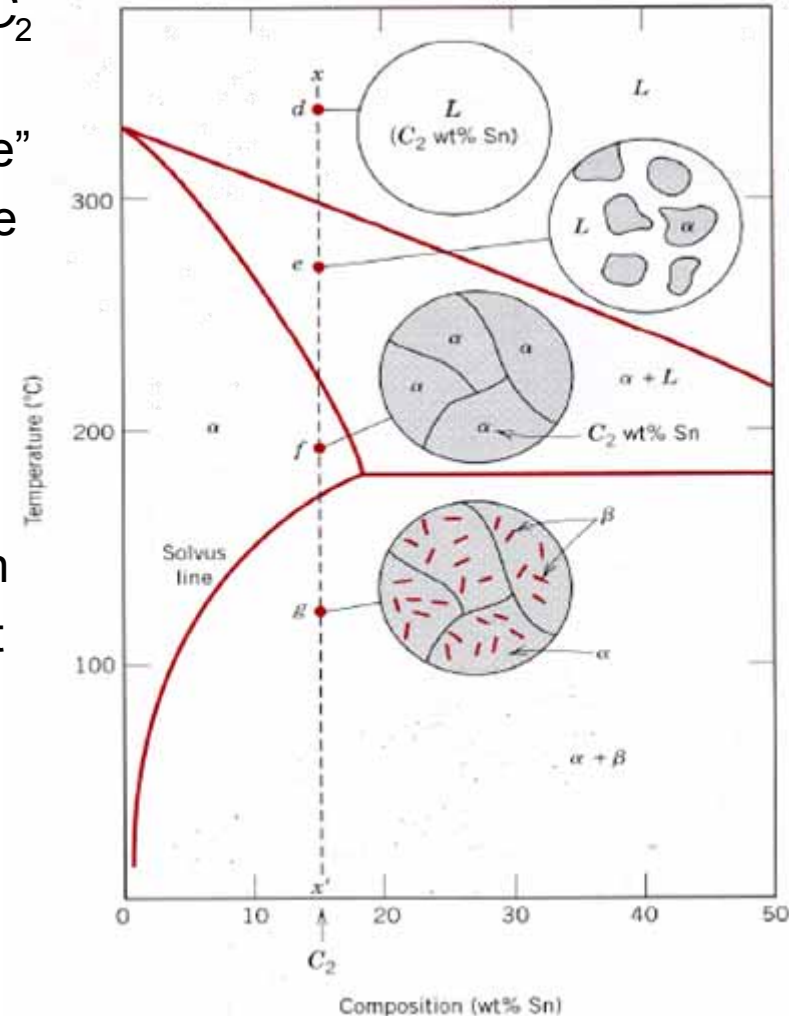 C₂
e”
e
n
t
x
d
L
(C₂ wt% Sn)
L
300
L
α
e
α
α
α
α + L
200
α
f
α
C₂ wt% Sn
Temperature (°C)
Solvus
line
β
g
α
100
α + β
x′
0 10 20 30 40 50
C₂
Composition (wt% Sn)